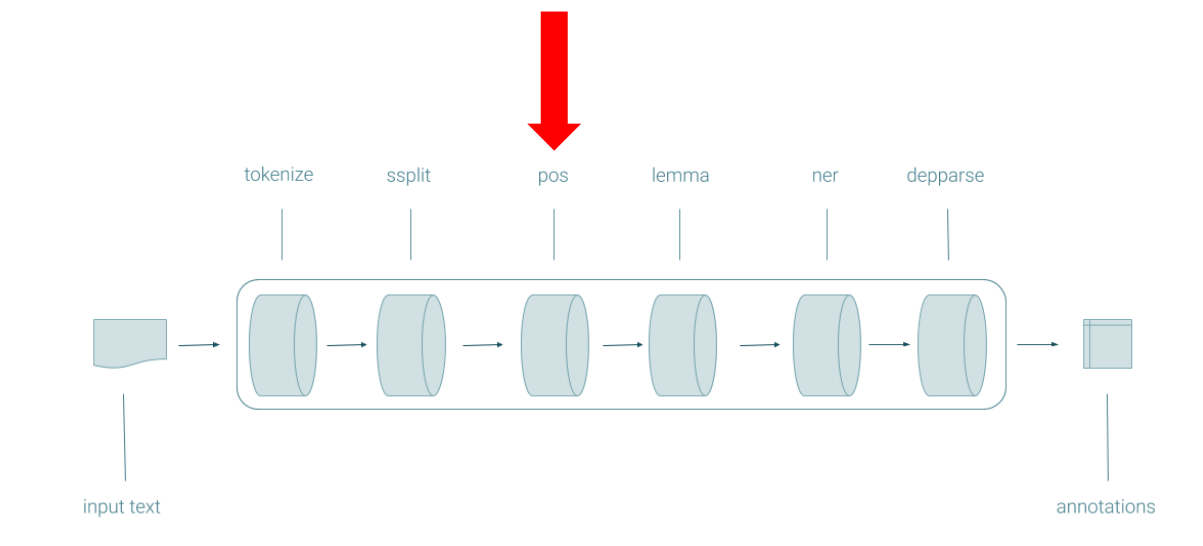 tokenize ssplit pos lemma ner depparse
input text annotations